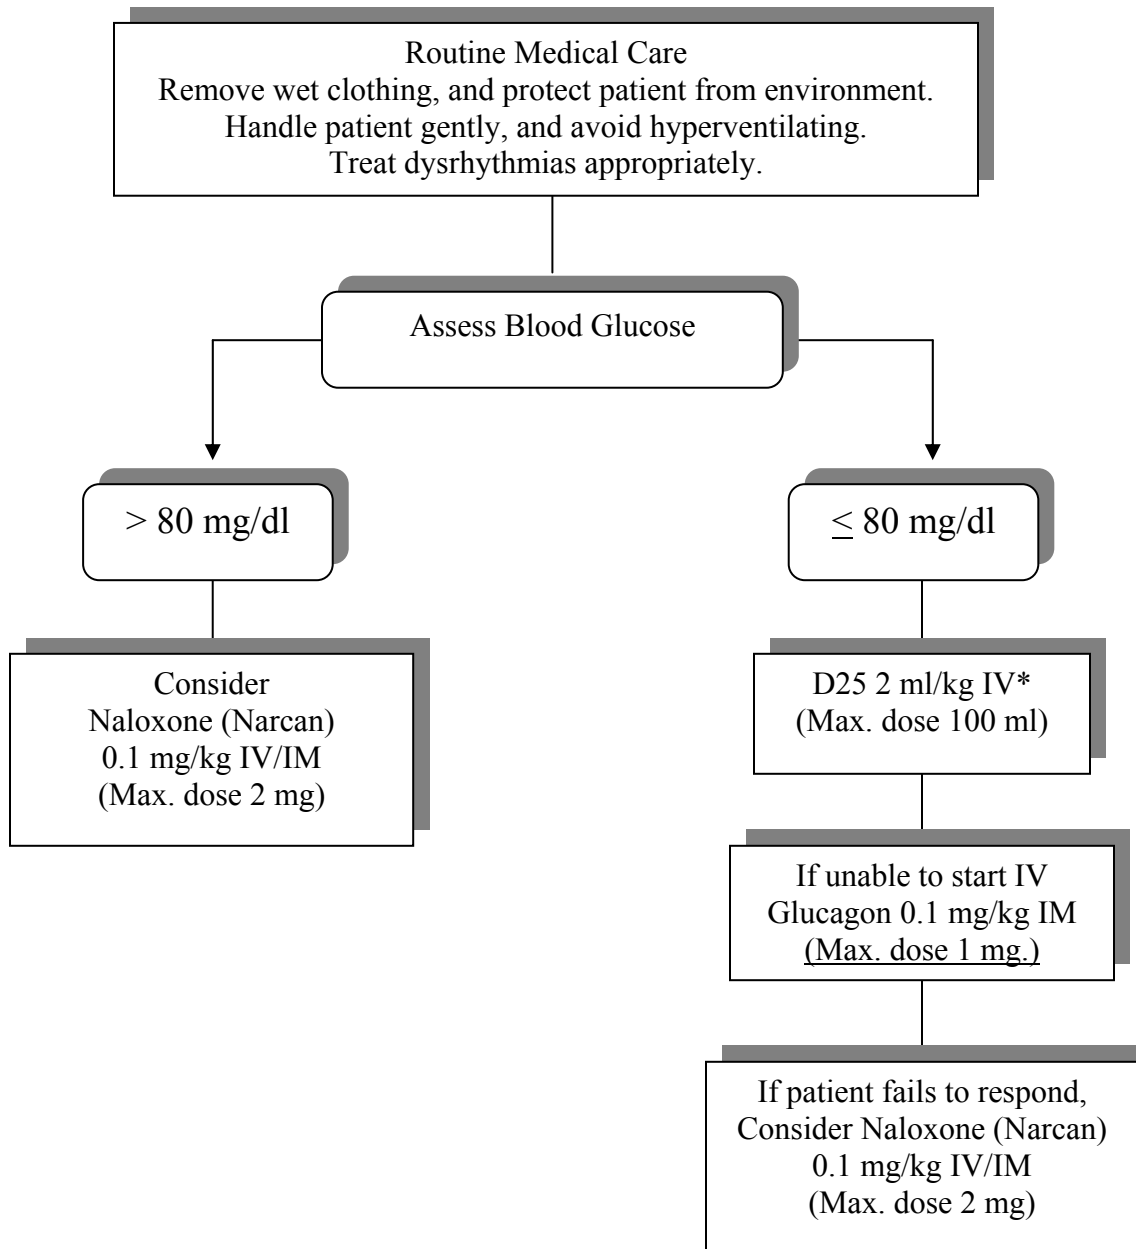 Routine Medical Care
Remove wet clothing, and protect patient from environment.
Handle patient gently, and avoid hyperventilating.
Treat dysrhythmias appropriately.
Assess Blood Glucose
> 80 mg/dl
≤ 80 mg/dl
Consider
Naloxone (Narcan)
0.1 mg/kg IV/IM
(Max. dose 2 mg)
D25 2 ml/kg IV*
(Max. dose 100 ml)
If unable to start IV
Glucagon 0.1 mg/kg IM
(Max. dose 1 mg.)
If patient fails to respond,
Consider Naloxone (Narcan)
0.1 mg/kg IV/IM
(Max. dose 2 mg)